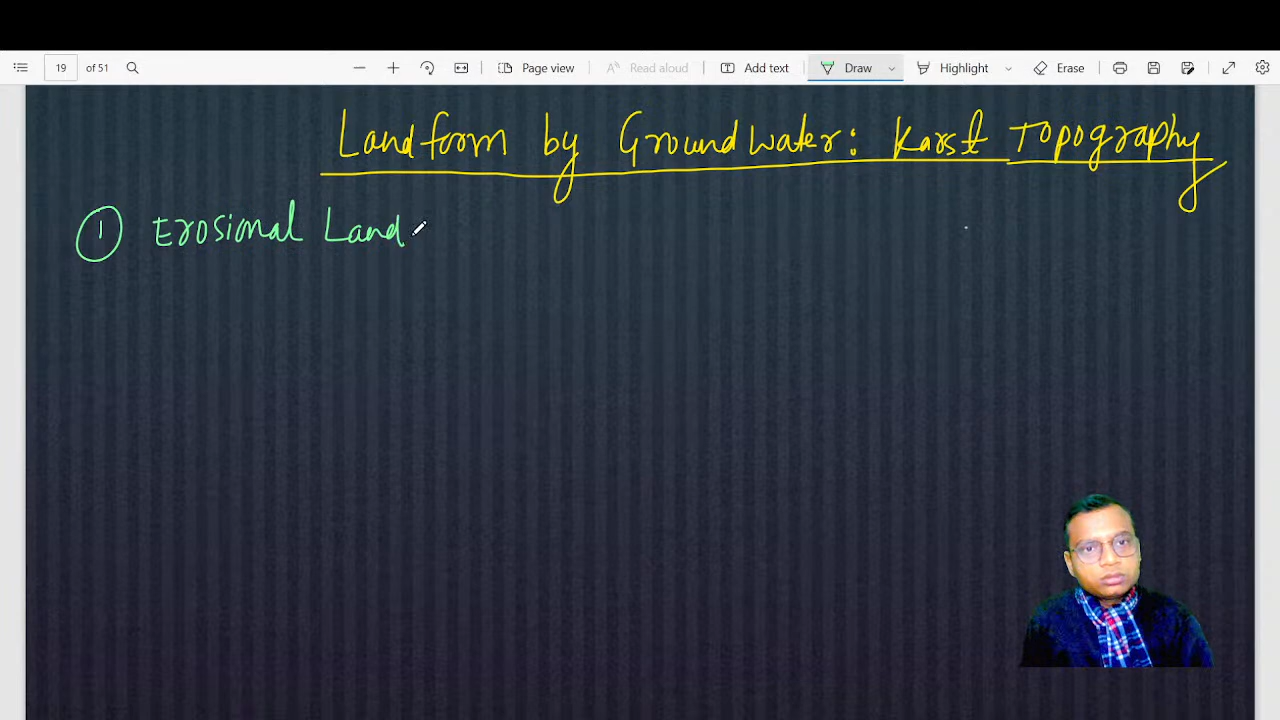 19 of 51 Page view Read aloud Add text Draw Highlight Erase
Landform by Groundwater: Karst Topography
① Erosional Land